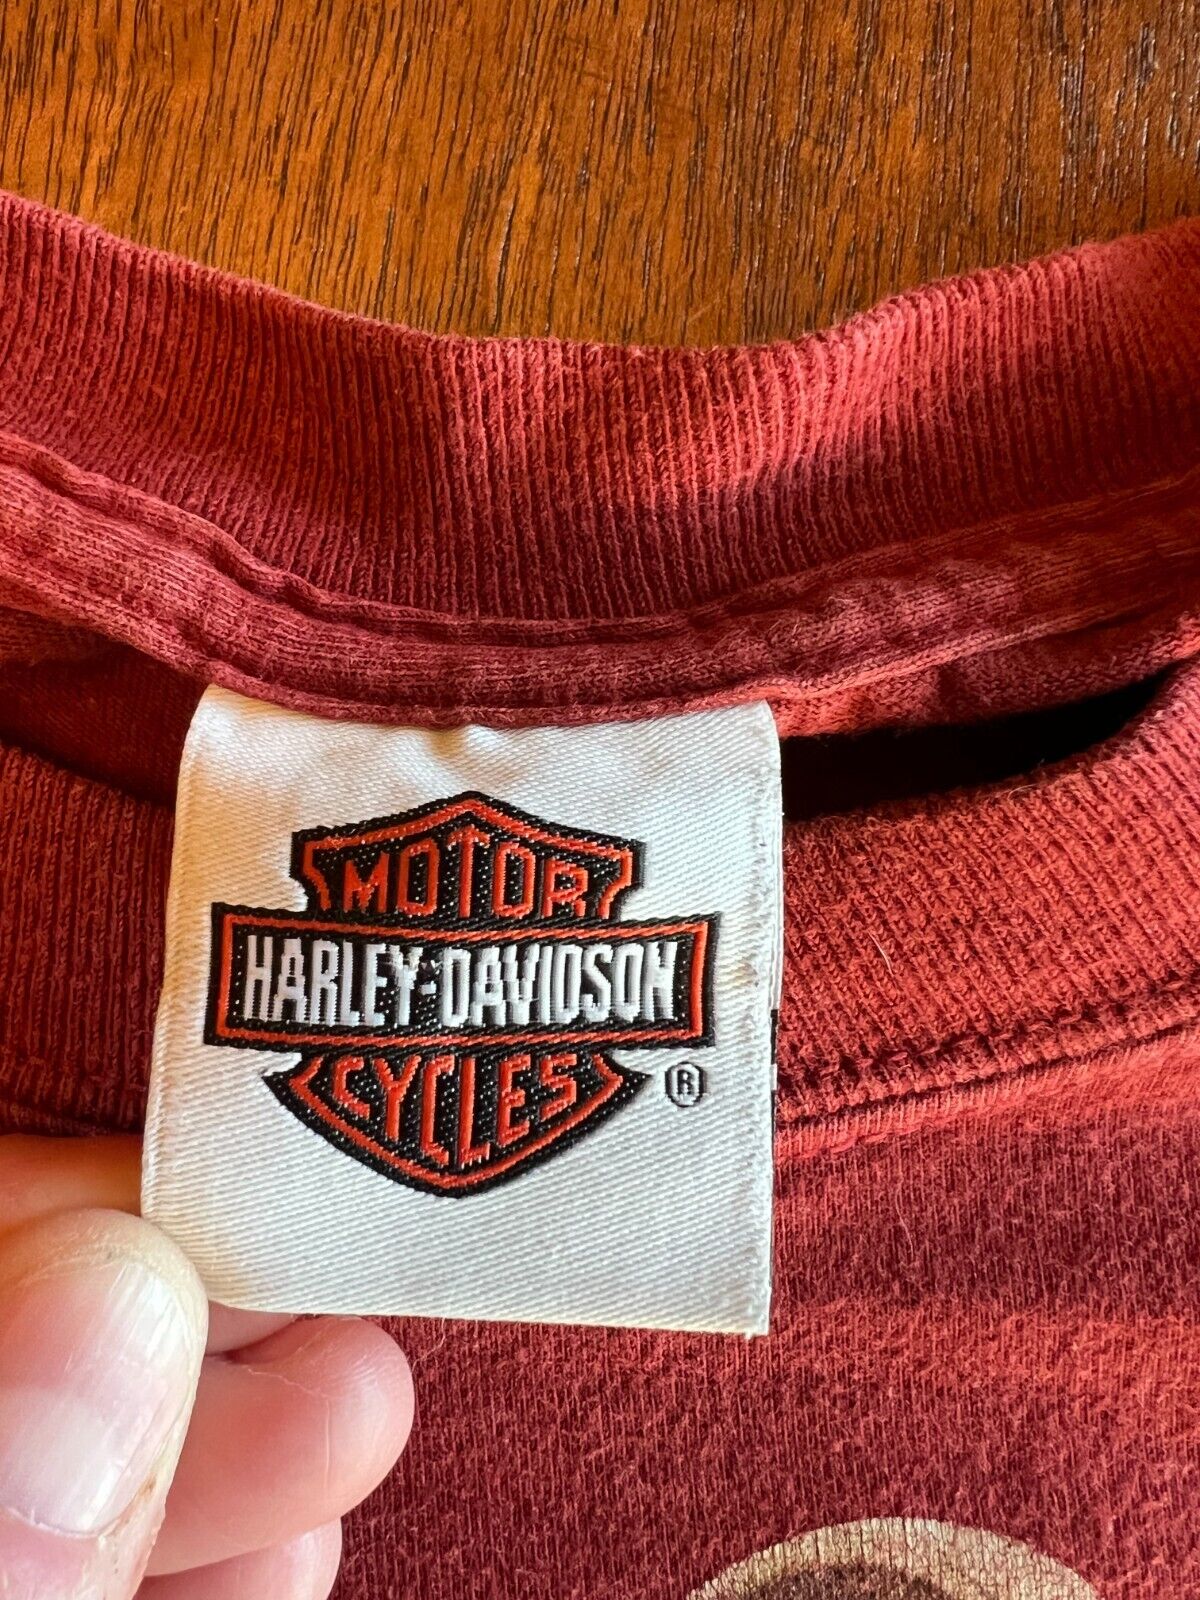 MOTOR
HARLEY-DAVIDSON
CYCLES
®